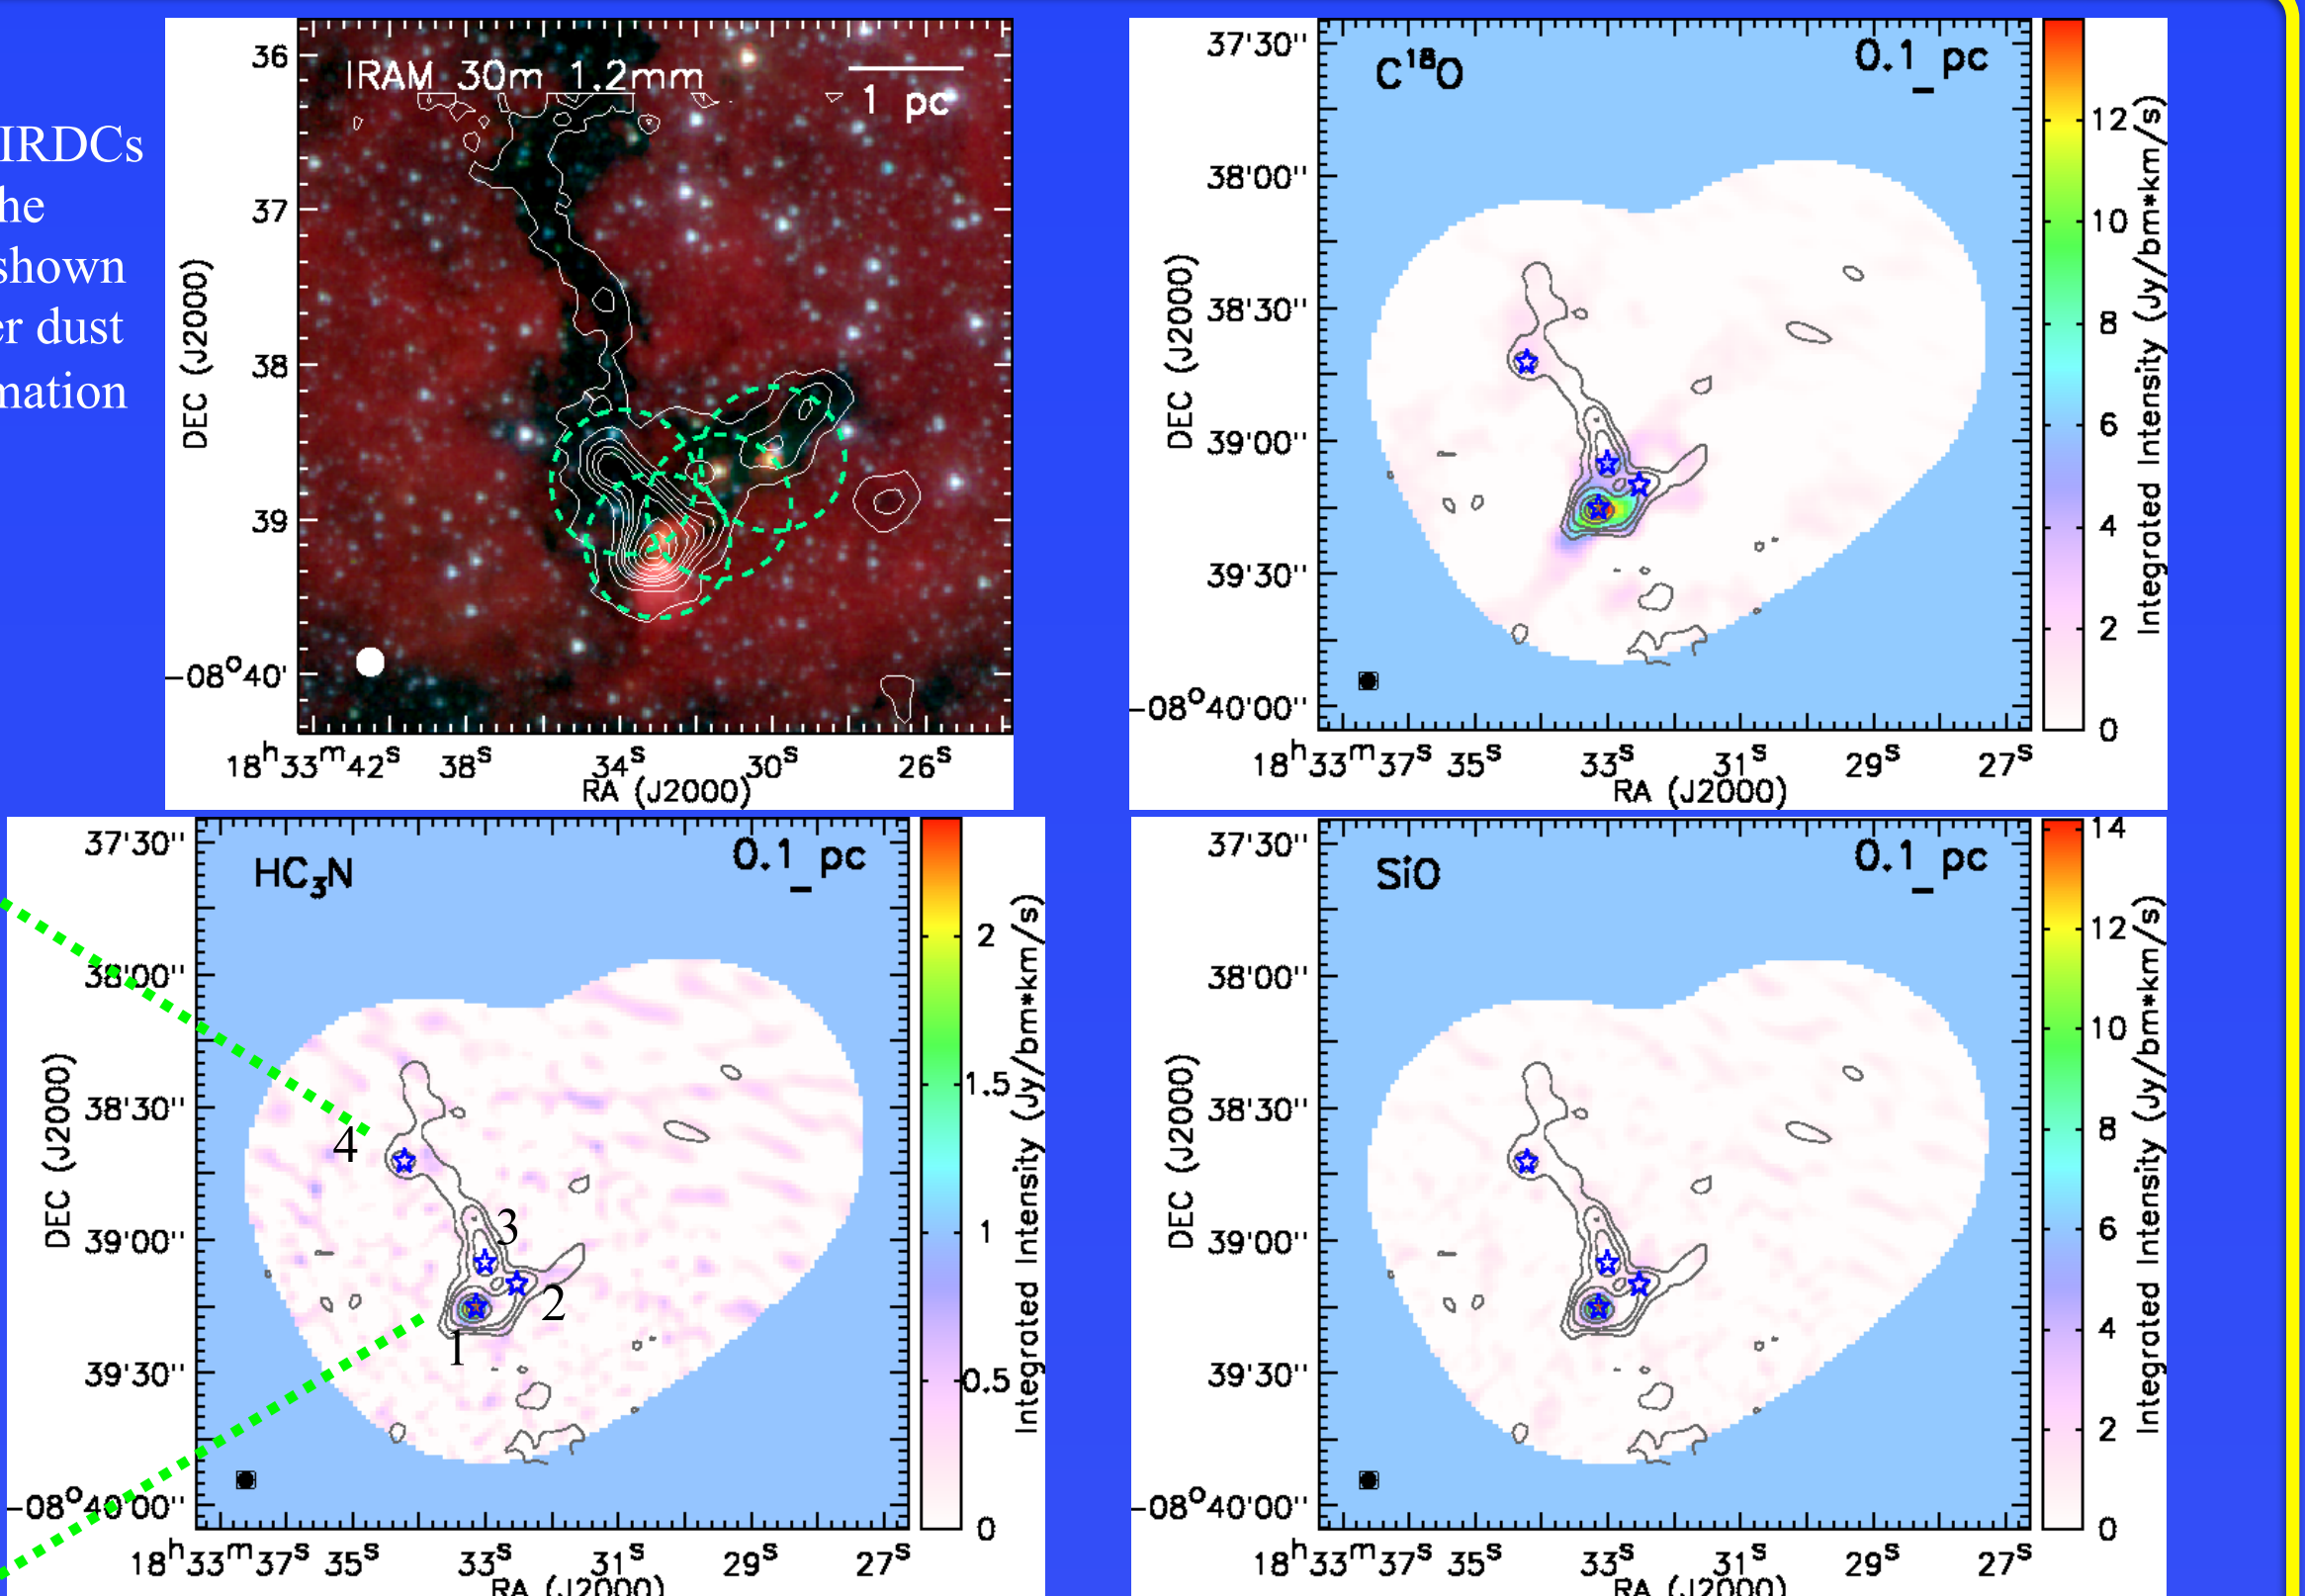 IRDCs
he
shown
er dust
mation
IRAM 30m 1.2mm
1 pc
36
37
38
39
-08°40'
DEC (J2000)
18ʰ33ᵐ42ˢ 38ˢ 34ˢ 30ˢ 26ˢ
RA (J2000)
C¹⁸O
0.1 pc
37'30"
38'00"
38'30"
39'00"
39'30"
-08°40'00"
DEC (J2000)
18ʰ33ᵐ37ˢ 35ˢ 33ˢ 31ˢ 29ˢ 27ˢ
RA (J2000)
12
10
8
6
4
2
0
Integrated Intensity (Jy/bm*km/s)
HC₃N
0.1 pc
37'30"
38'00"
38'30"
39'00"
39'30"
-08°40'00"
DEC (J2000)
4
3
2
1
18ʰ33ᵐ37ˢ 35ˢ 33ˢ 31ˢ 29ˢ 27ˢ
RA (J2000)
2
1.5
1
0.5
0
Integrated Intensity (Jy/bm*km/s)
SiO
0.1 pc
37'30"
38'00"
38'30"
39'00"
39'30"
-08°40'00"
DEC (J2000)
18ʰ33ᵐ37ˢ 35ˢ 33ˢ 31ˢ 29ˢ 27ˢ
RA (J2000)
14
12
10
8
6
4
2
0
Integrated Intensity (Jy/bm*km/s)